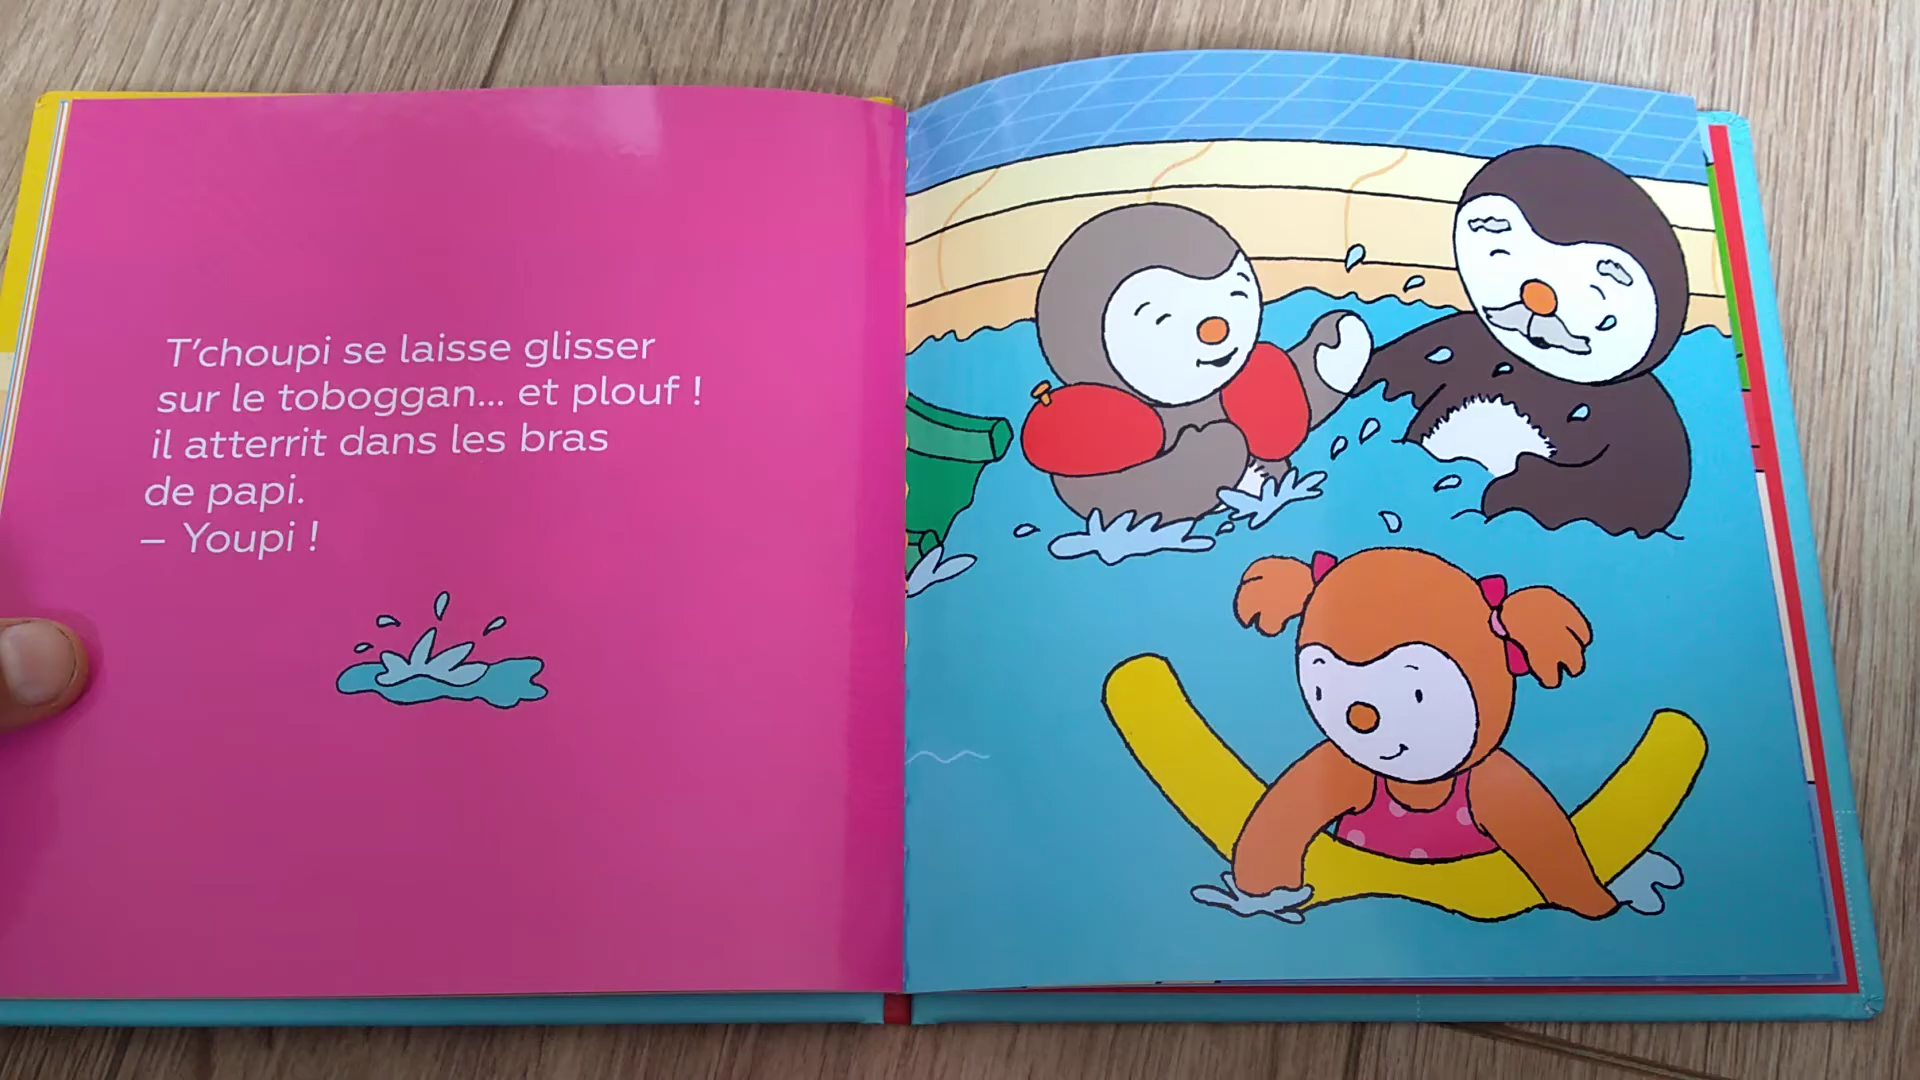 T'choupi se laisse glisser
sur le toboggan... et plouf !
il atterrit dans les bras
de papi.
– Youpi !